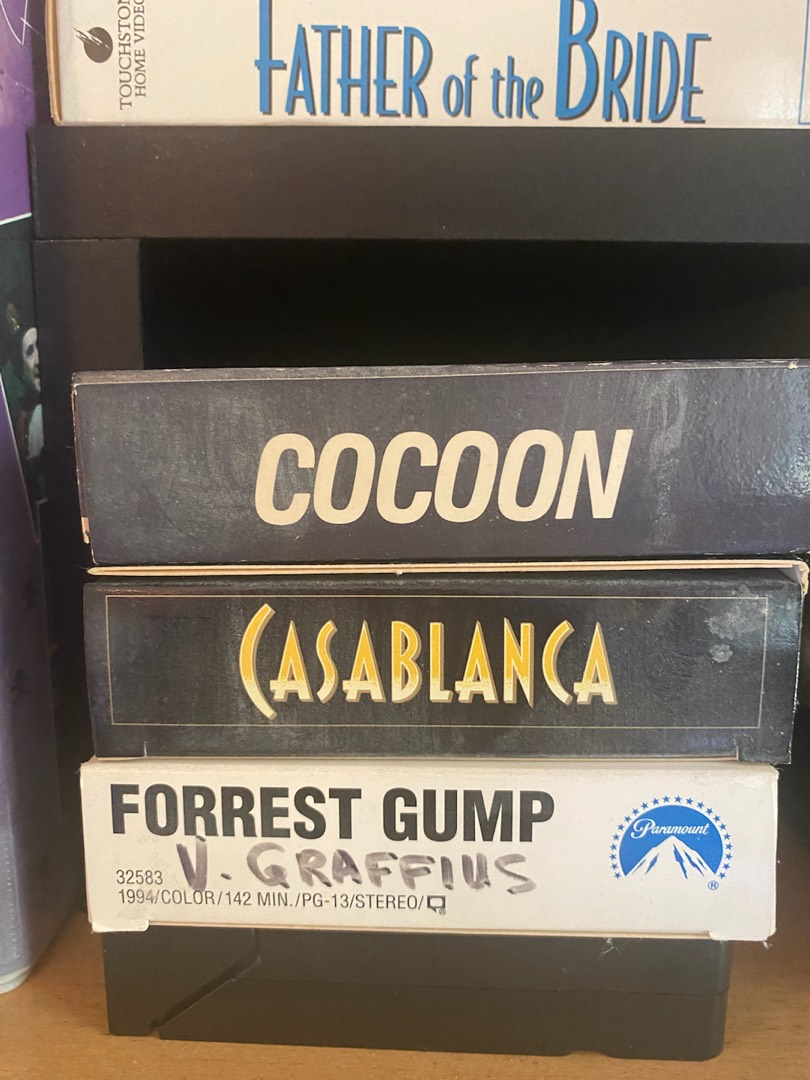 TOUCHSTONE
HOME VIDEO
FATHER of the BRIDE
COCOON
CASABLANCA
FORREST GUMP
Paramount
®
V. GRAFFIUS
32583
1994/COLOR/142 MIN./PG-13/STEREO/